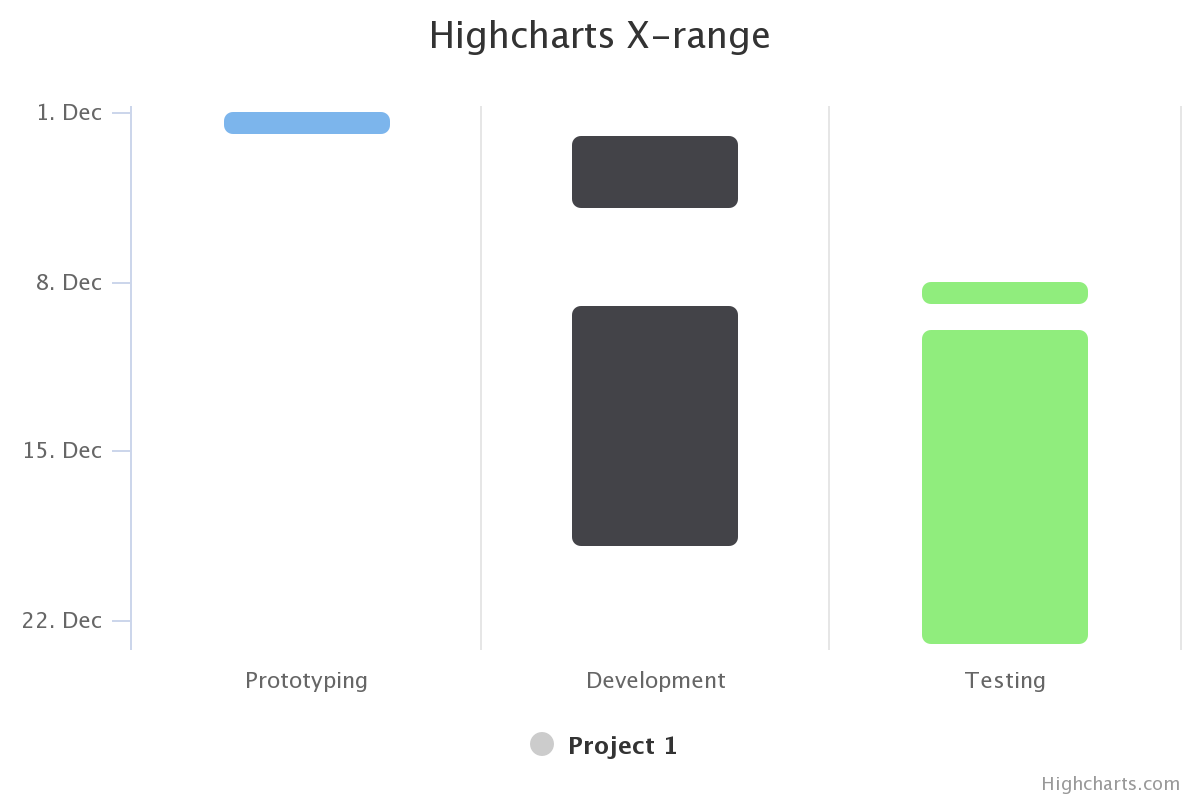 Highcharts X-range
1. Dec
8. Dec
15. Dec
22. Dec
Prototyping
Development
Testing
Project 1
Highcharts.com